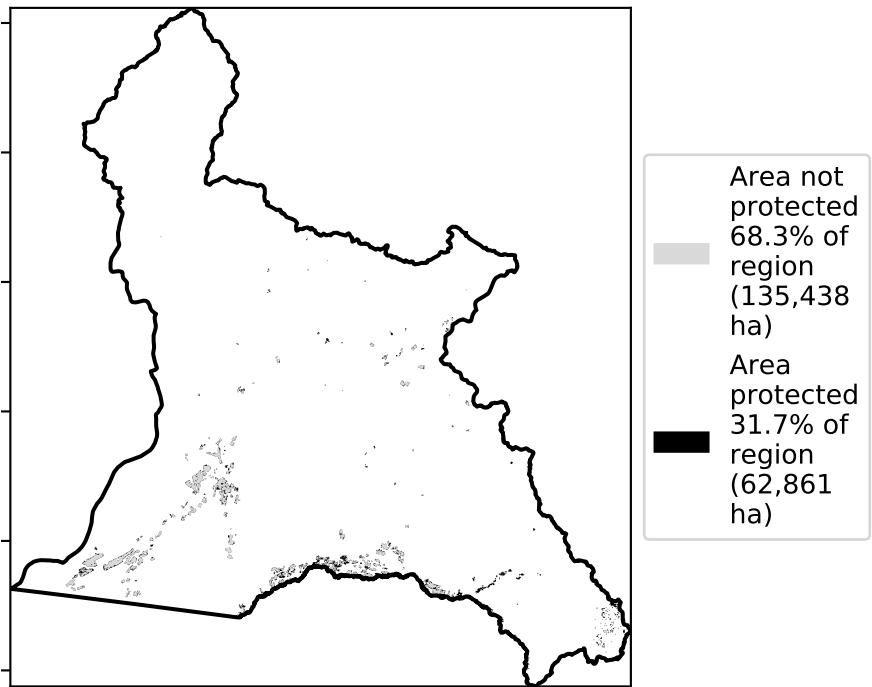 Area not
protected
68.3% of
region
(135,438
ha)
Area
protected
31.7% of
region
(62,861
ha)